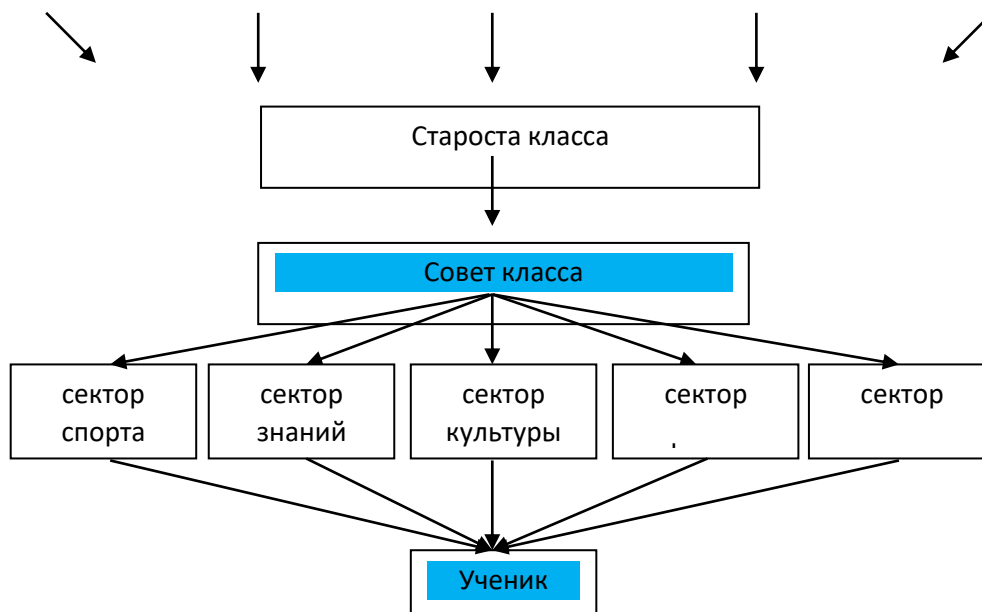 Староста класса
Совет класса
сектор
спорта
сектор
знаний
сектор
культуры
сектор
сектор
Ученик